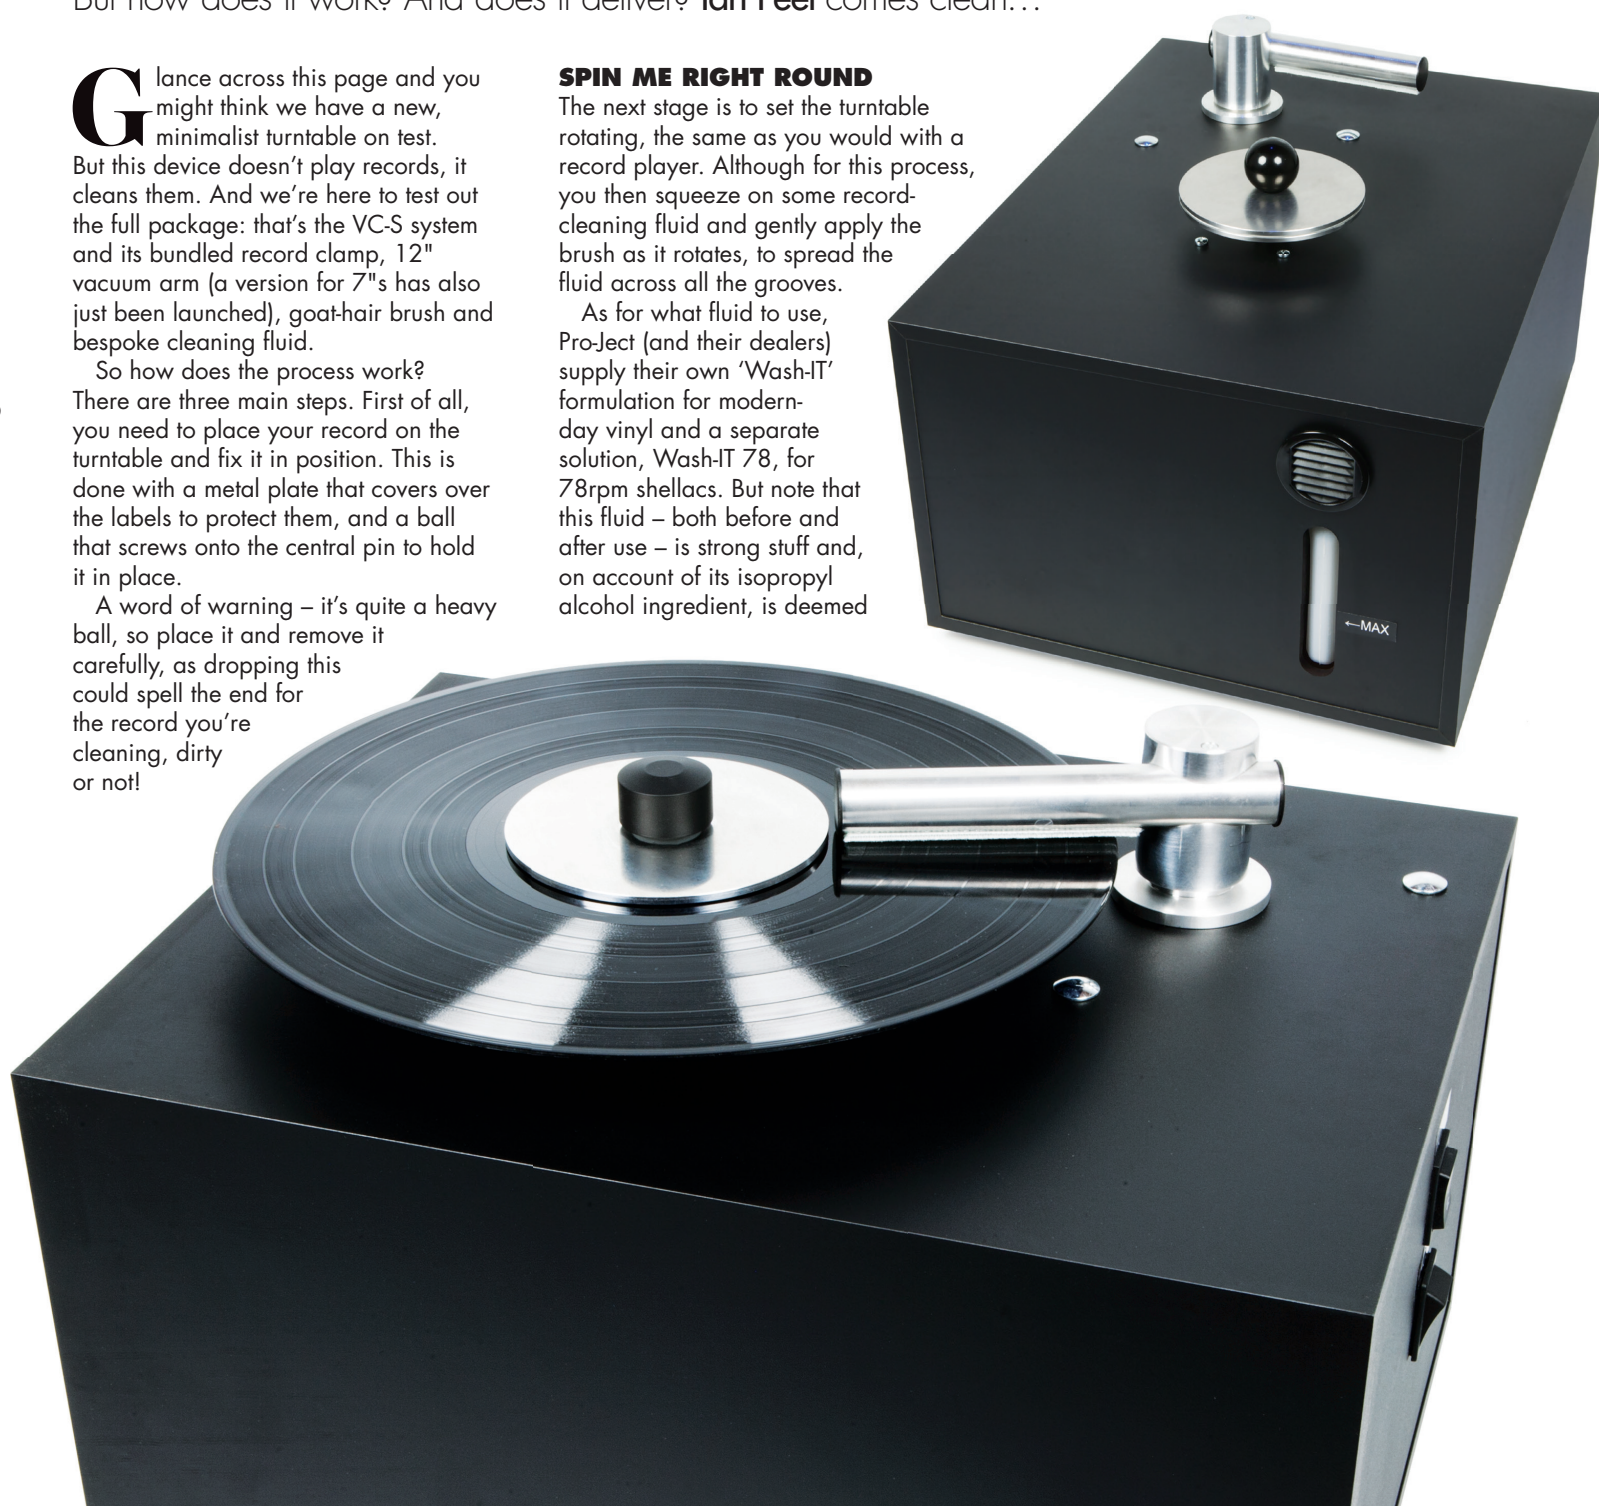 But how does it work? And does it deliver? Ian Peel comes clean…
Glance across this page and you
might think we have a new,
minimalist turntable on test.
But this device doesn’t play records, it
cleans them. And we’re here to test out
the full package: that’s the VC-S system
and its bundled record clamp, 12"
vacuum arm (a version for 7"s has also
just been launched), goat-hair brush and
bespoke cleaning fluid.
So how does the process work?
There are three main steps. First of all,
you need to place your record on the
turntable and fix it in position. This is
done with a metal plate that covers over
the labels to protect them, and a ball
that screws onto the central pin to hold
it in place.
A word of warning – it’s quite a heavy
ball, so place it and remove it
carefully, as dropping this
could spell the end for
the record you’re
cleaning, dirty
or not!
SPIN ME RIGHT ROUND
The next stage is to set the turntable
rotating, the same as you would with a
record player. Although for this process,
you then squeeze on some record-
cleaning fluid and gently apply the
brush as it rotates, to spread the
fluid across all the grooves.
As for what fluid to use,
Pro-Ject (and their dealers)
supply their own ‘Wash-IT’
formulation for modern-
day vinyl and a separate
solution, Wash-IT 78, for
78rpm shellacs. But note that
this fluid – both before and
after use – is strong stuff and,
on account of its isopropyl
alcohol ingredient, is deemed
←MAX